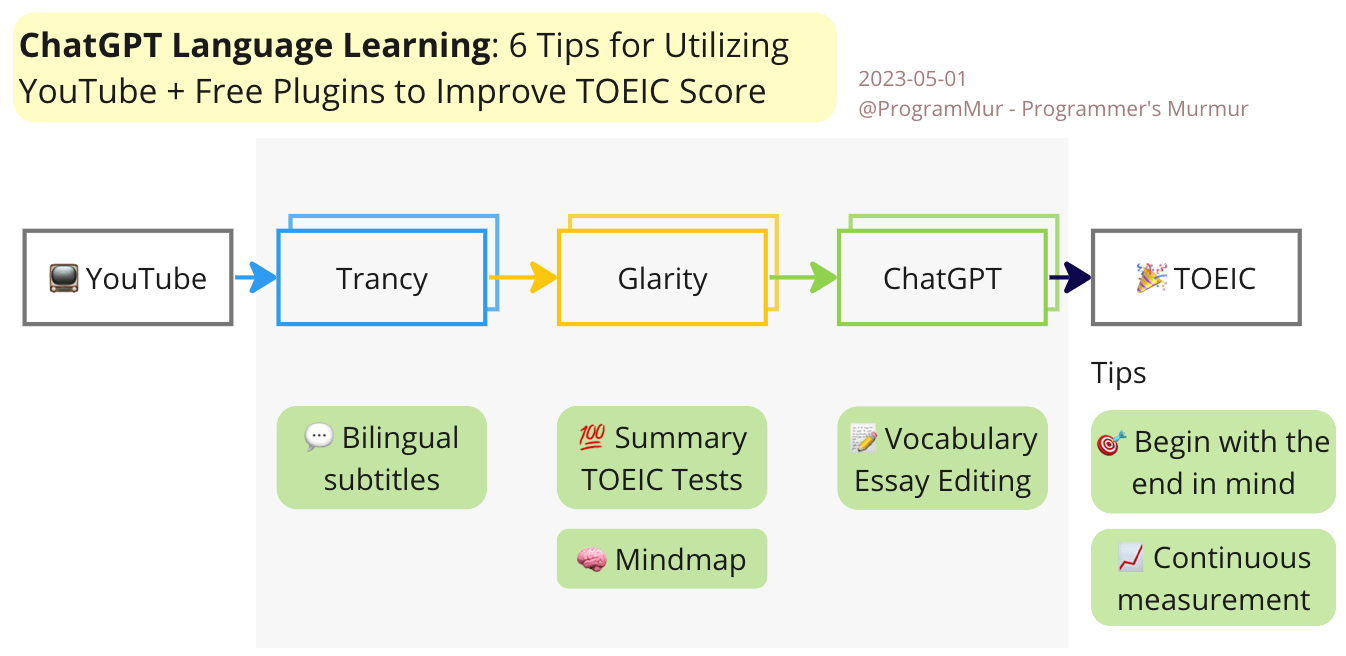 ChatGPT Language Learning: 6 Tips for Utilizing
YouTube + Free Plugins to Improve TOEIC Score
2023-05-01
@ProgramMur - Programmer's Murmur
YouTube
Trancy
Glarity
ChatGPT
TOEIC
Bilingual
subtitles
💯 Summary
TOEIC Tests
Mindmap
Vocabulary
Essay Editing
Tips
Begin with the
end in mind
Continuous
measurement